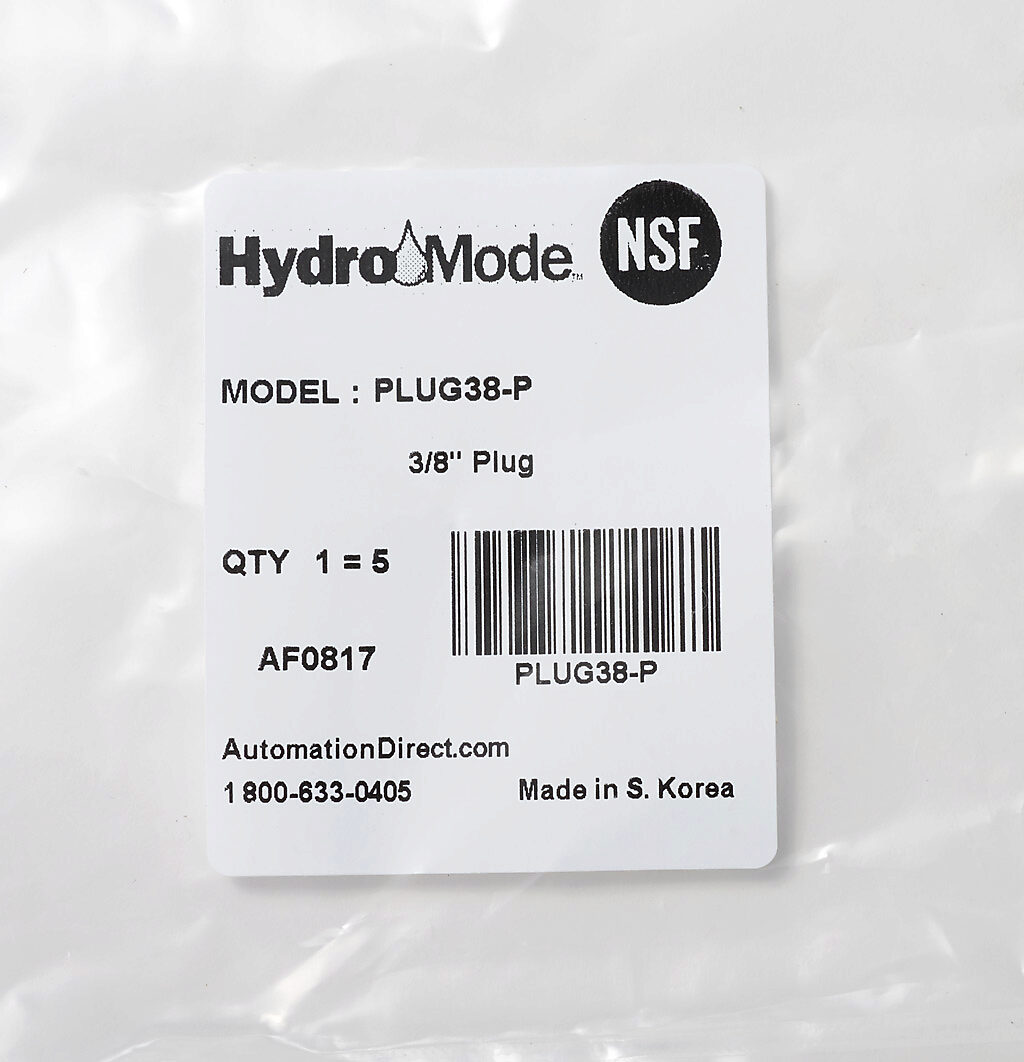 HydroMode™ NSF
MODEL : PLUG38-P
3/8" Plug
QTY 1 = 5
AF0817
PLUG38-P
AutomationDirect.com
1 800-633-0405
Made in S. Korea